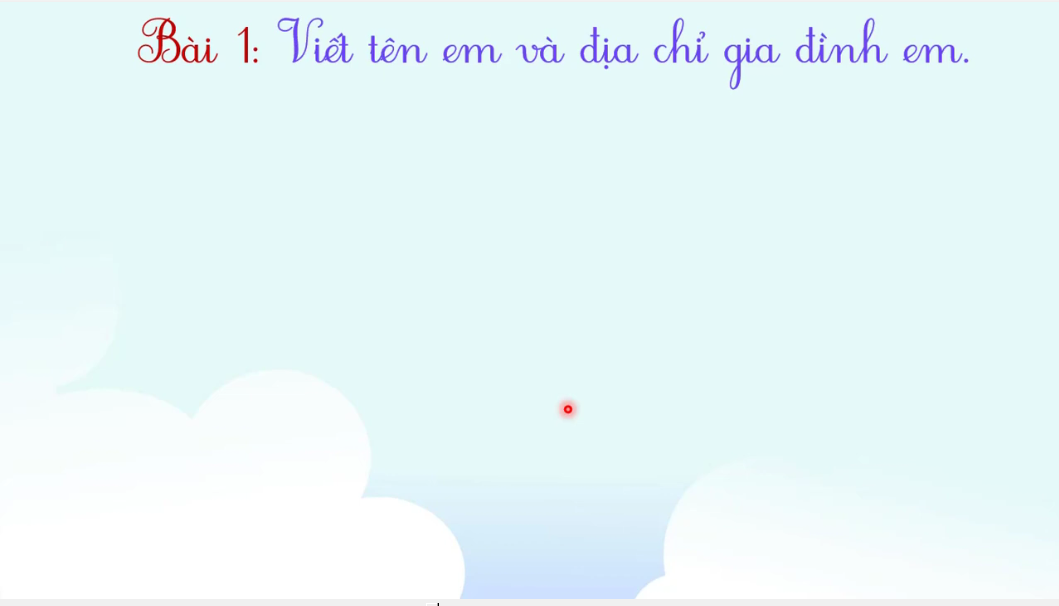 Bài 1: Viết tên em và địa chỉ gia đình em.